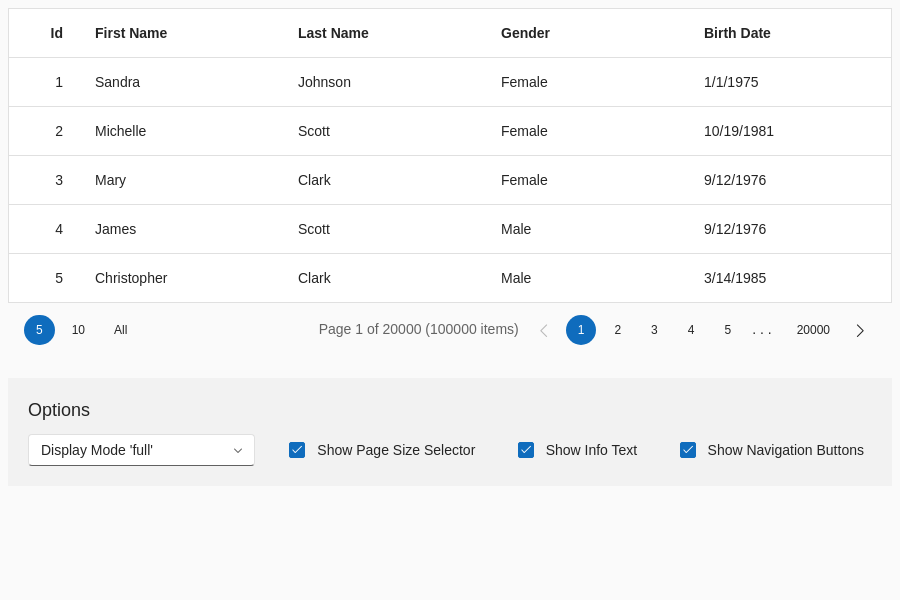 Id First Name Last Name Gender Birth Date
1 Sandra Johnson Female 1/1/1975
2 Michelle Scott Female 10/19/1981
3 Mary Clark Female 9/12/1976
4 James Scott Male 9/12/1976
5 Christopher Clark Male 3/14/1985
5 10 All Page 1 of 20000 (100000 items) 1 2 3 4 5 . . . 20000
Options
Display Mode 'full' Show Page Size Selector Show Info Text Show Navigation Buttons